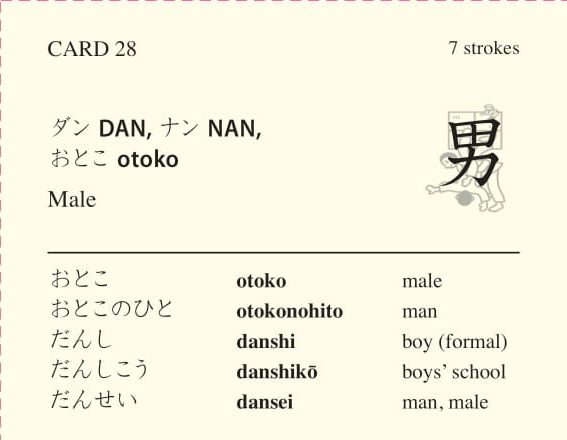 CARD 28 7 strokes
ダン DAN, ナン NAN,
おとこ otoko
男
Male
おとこ otoko male
おとこのひと otokonohito man
だんし danshi boy (formal)
だんしこう danshikō boys’ school
だんせい dansei man, male